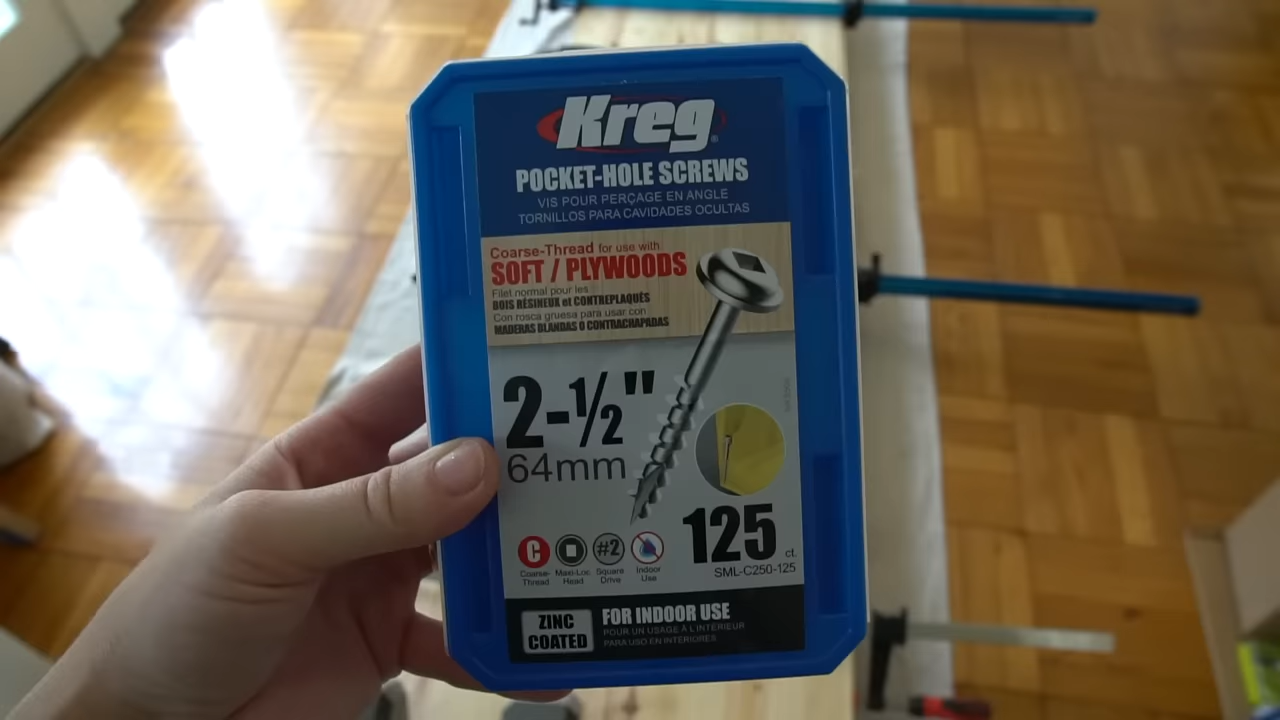 Kreg®
POCKET-HOLE SCREWS
VIS POUR PERÇAGE EN ANGLE
TORNILLOS PARA CAVIDADES OCULTAS
Coarse-Thread for use with
SOFT / PLYWOODS
Filet normal pour les
BOIS RÉSINEUX et CONTREPLAQUÉS
Con rosca gruesa para usar con
MADERAS BLANDAS O CONTRACHAPADAS
2-½"
64mm
125 ct.
SML-C250-125
C
Coarse-Thread
Maxi-Loc Head
#2
Square Drive
Indoor Use
ZINC COATED
FOR INDOOR USE
POUR UN USAGE À L'INTÉRIEUR
PARA USO EN INTERIORES